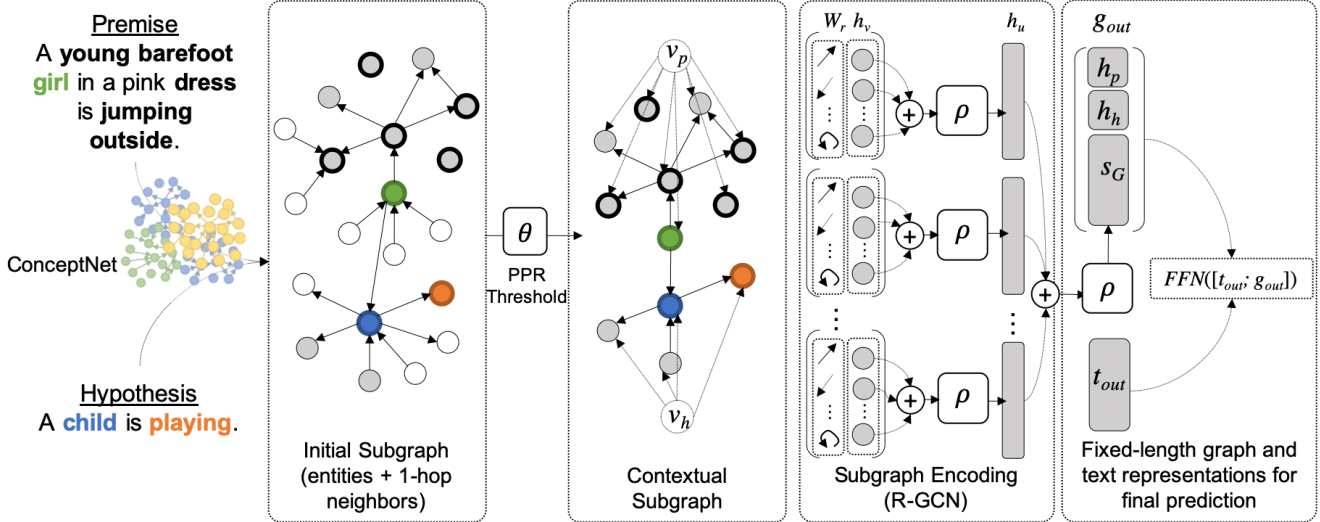 Premise
A young barefoot
girl in a pink dress
is jumping
outside.
ConceptNet
Hypothesis
A child is playing.
Initial Subgraph
(entities + 1-hop
neighbors)
θ
PPR
Threshold
v_p
v_h
Contextual
Subgraph
W_r h_v h_u
+ ρ
+ ρ
+
+ ρ
Subgraph Encoding
(R-GCN)
g_out
h_p
h_h
s_G
ρ
FFN([t_out; g_out])
t_out
Fixed-length graph and
text representations for
final prediction